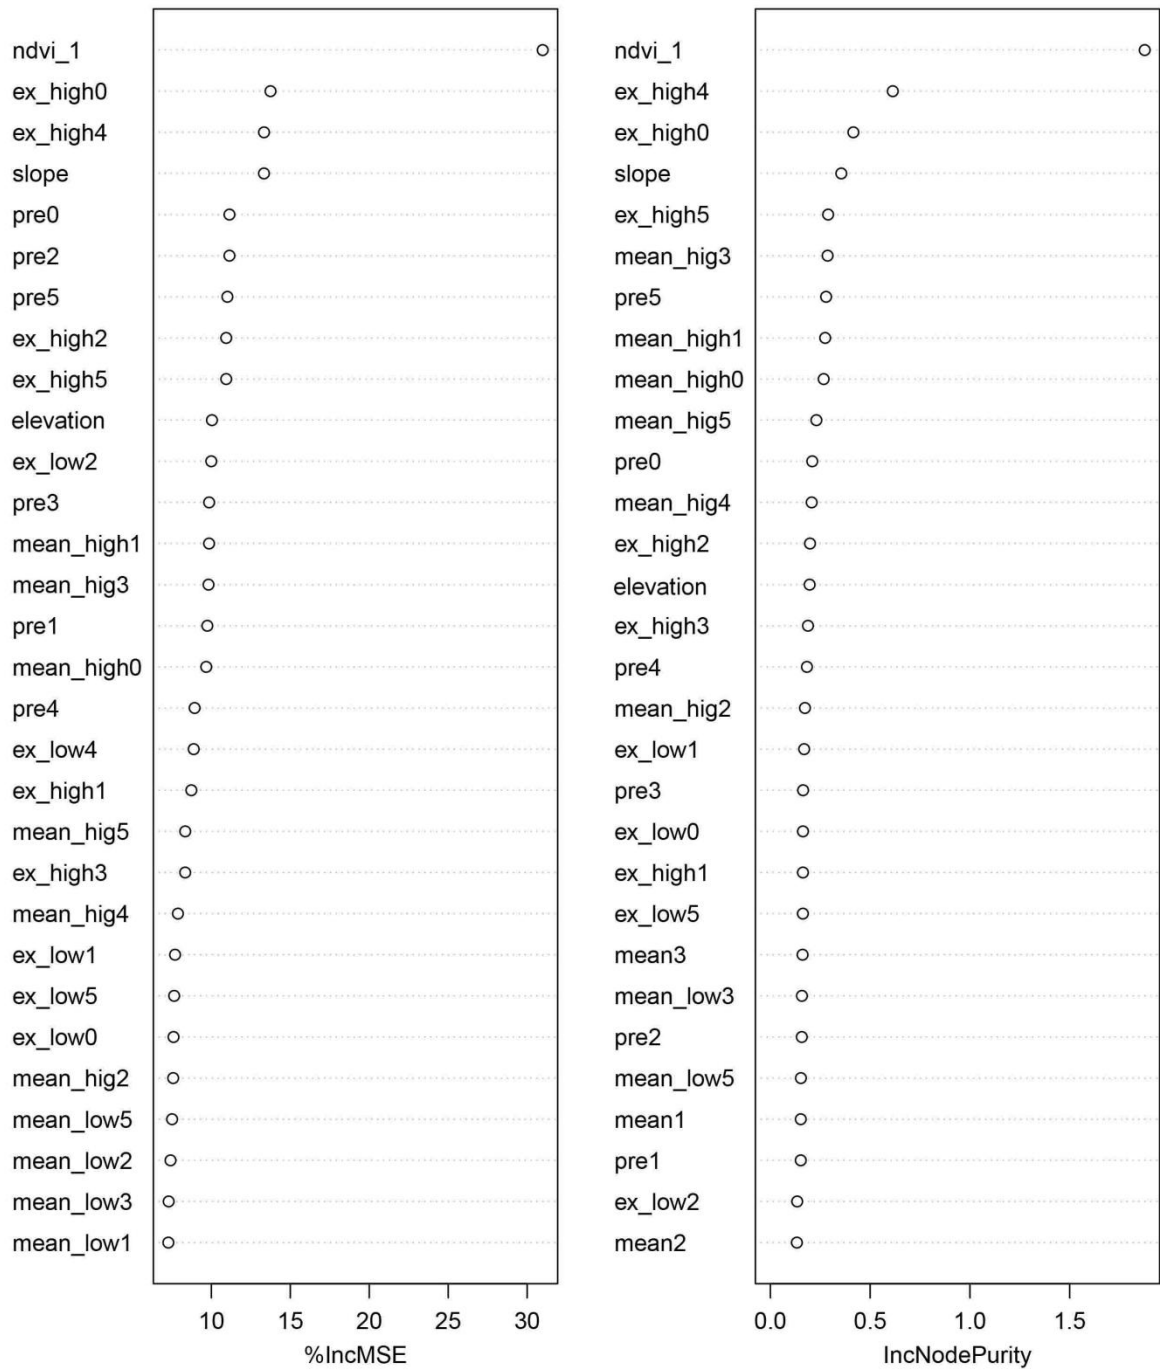 ndvi_1
ex_high0
ex_high4
slope
pre0
pre2
pre5
ex_high2
ex_high5
elevation
ex_low2
pre3
mean_high1
mean_hig3
pre1
mean_high0
pre4
ex_low4
ex_high1
mean_hig5
ex_high3
mean_hig4
ex_low1
ex_low5
ex_low0
mean_hig2
mean_low5
mean_low2
mean_low3
mean_low1
10 15 20 25 30
%IncMSE
ndvi_1
ex_high4
ex_high0
slope
ex_high5
mean_hig3
pre5
mean_high1
mean_high0
mean_hig5
pre0
mean_hig4
ex_high2
elevation
ex_high3
pre4
mean_hig2
ex_low1
pre3
ex_low0
ex_high1
ex_low5
mean3
mean_low3
pre2
mean_low5
mean1
pre1
ex_low2
mean2
0.0 0.5 1.0 1.5
IncNodePurity